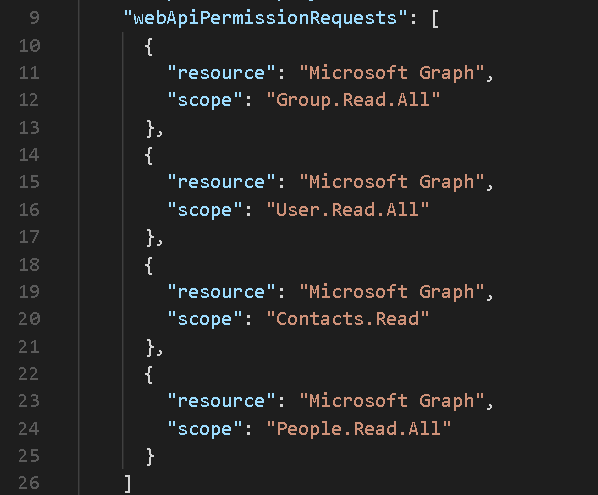 9 "webApiPermissionRequests": [
10 {
11 "resource": "Microsoft Graph",
12 "scope": "Group.Read.All"
13 },
14 {
15 "resource": "Microsoft Graph",
16 "scope": "User.Read.All"
17 },
18 {
19 "resource": "Microsoft Graph",
20 "scope": "Contacts.Read"
21 },
22 {
23 "resource": "Microsoft Graph",
24 "scope": "People.Read.All"
25 }
26 ]